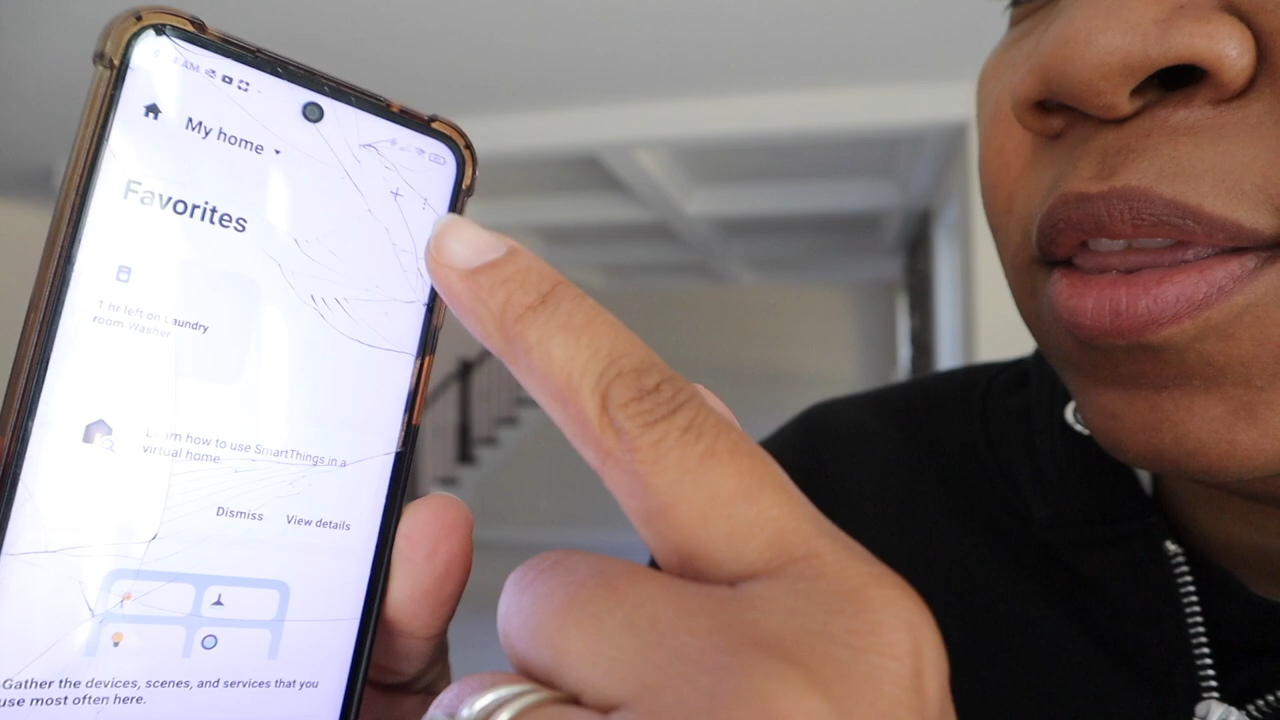 AM
My home
Favorites
1 hr left on Laundry
room Washer
Learn how to use SmartThings in a
virtual home.
Dismiss View details
Gather the devices, scenes, and services that you
use most often here.